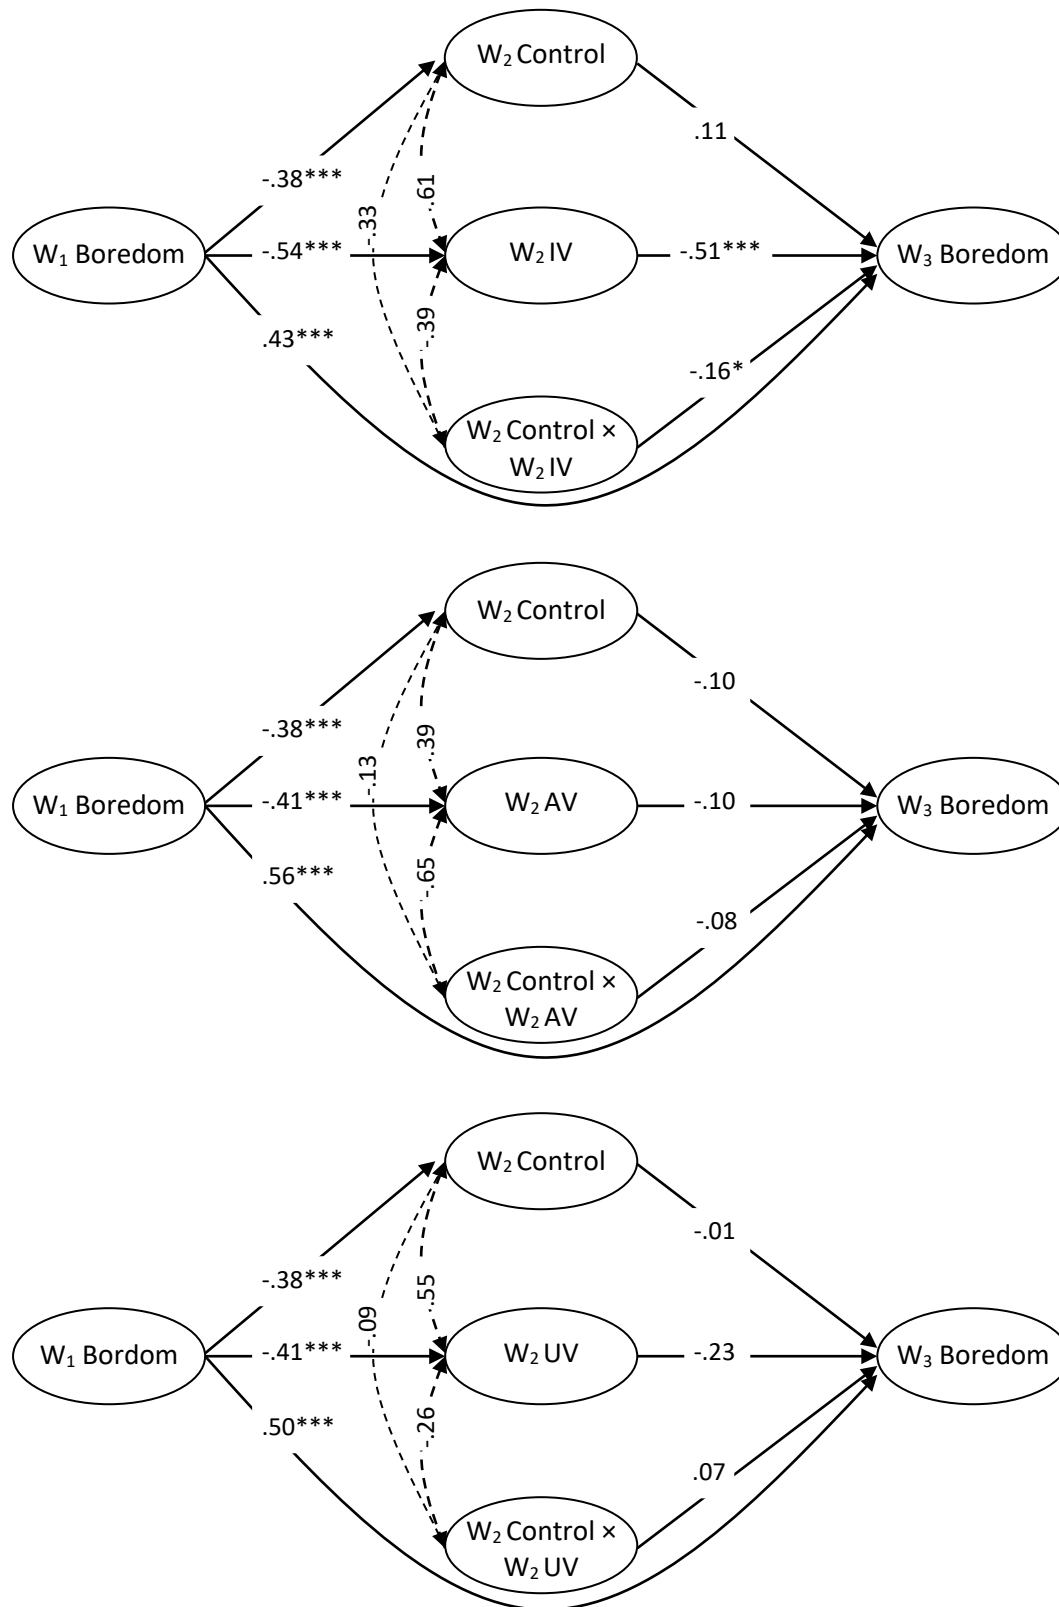 W2 Control
.11
-.38***
.61
.33
W1 Boredom
-.54***
W2 IV
-.51***
W3 Boredom
.43***
.39
-.16*
W2 Control ×
W2 IV
W2 Control
-.10
-.38***
.39
.13
W1 Boredom
-.41***
W2 AV
-.10
W3 Boredom
.56***
.65
-.08
W2 Control ×
W2 AV
W2 Control
-.01
-.38***
.55
.09
W1 Bordom
-.41***
W2 UV
-.23
W3 Boredom
.50***
.26
.07
W2 Control ×
W2 UV